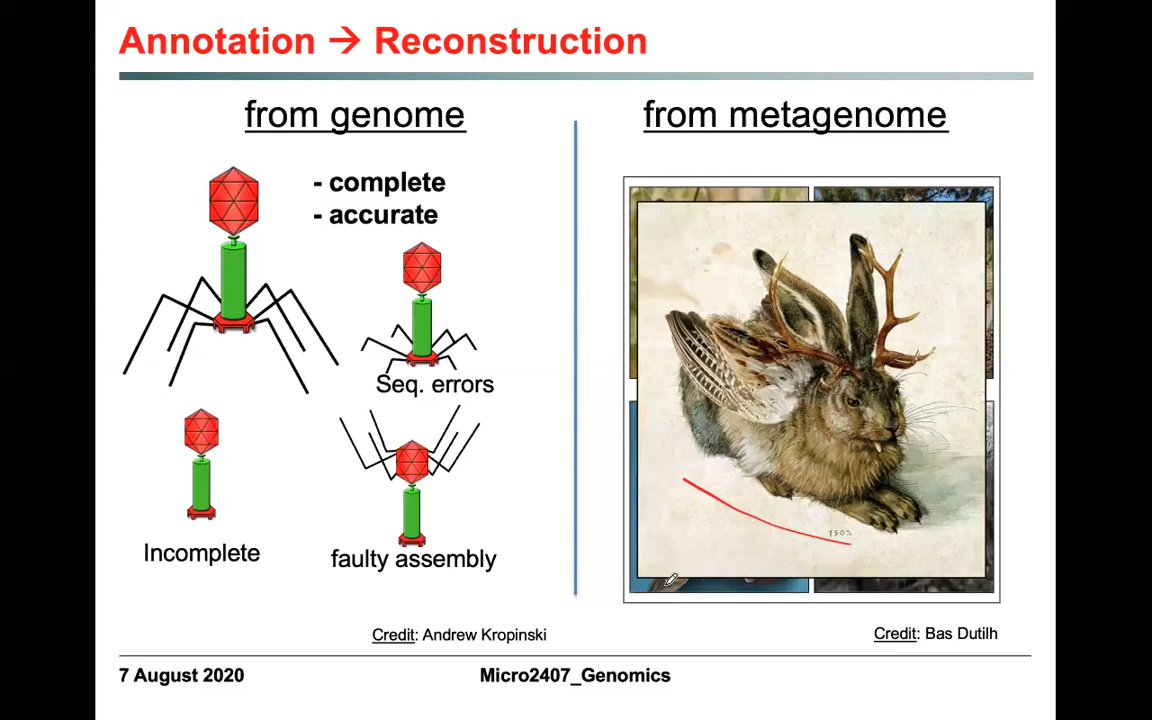 Annotation → Reconstruction
from genome
from metagenome
- complete
- accurate
Seq. errors
Incomplete
faulty assembly
1502
Credit: Andrew Kropinski
Credit: Bas Dutilh
7 August 2020
Micro2407_Genomics